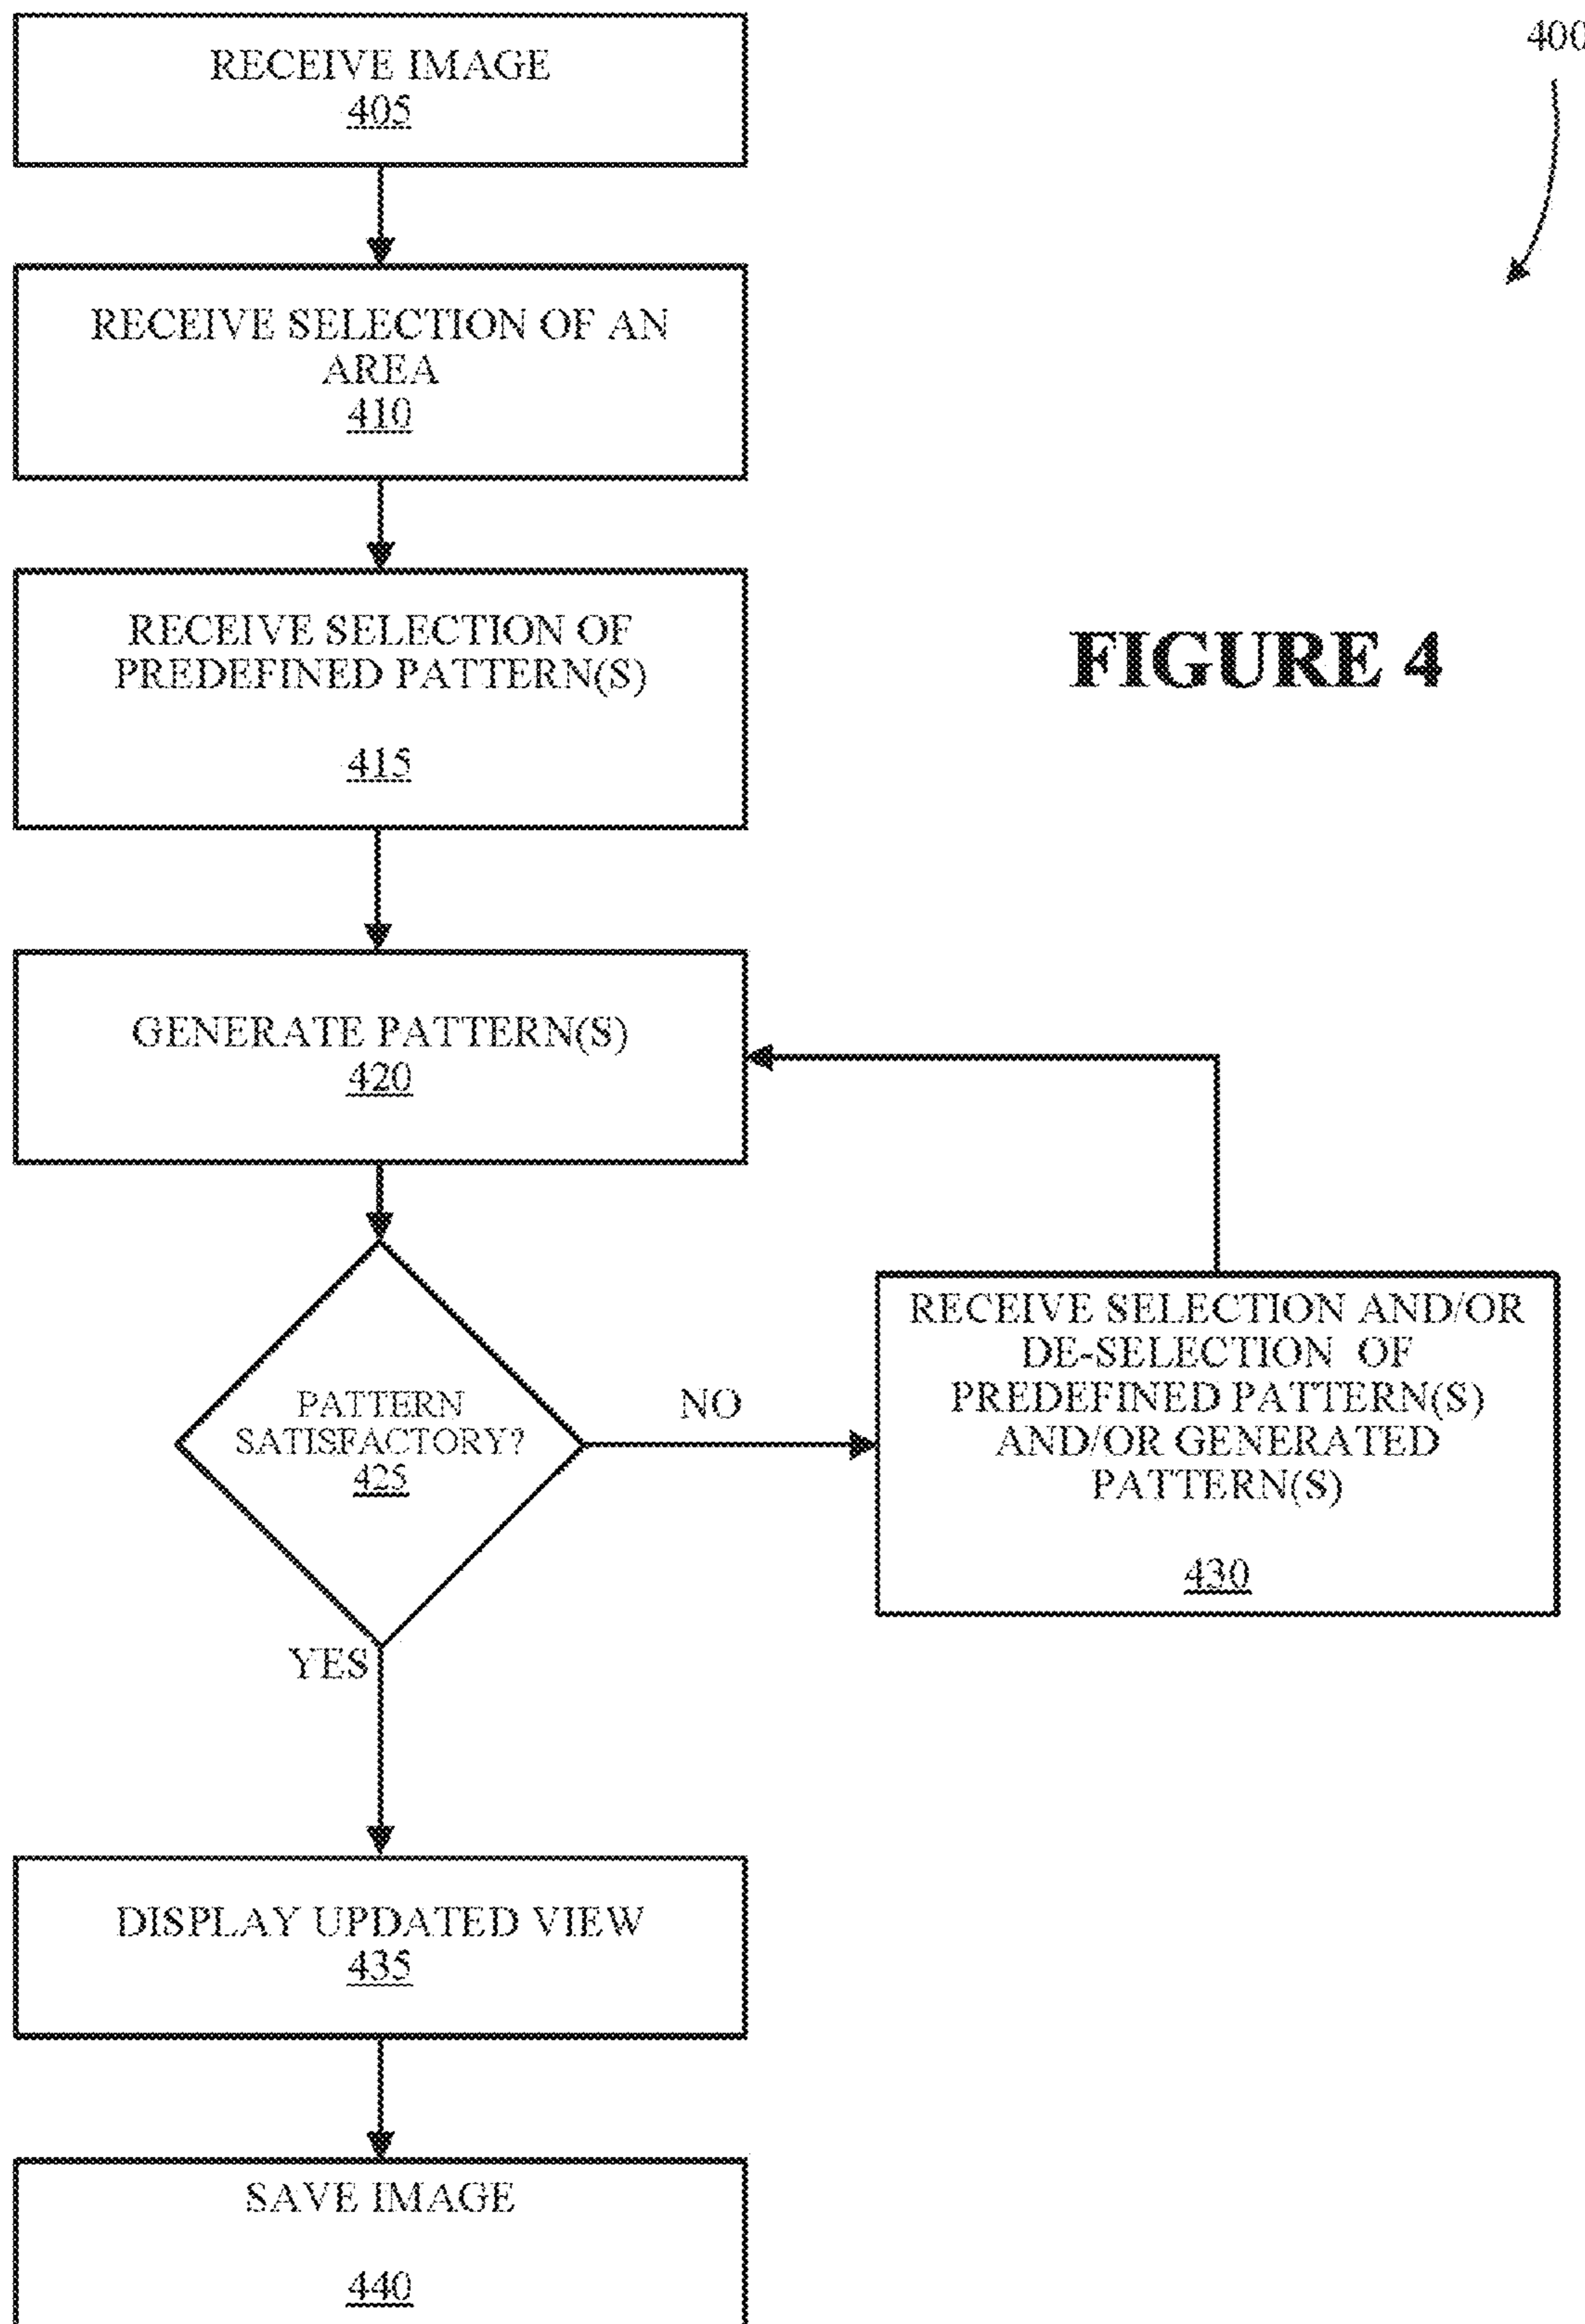 RECEIVE IMAGE
405
400
RECEIVE SELECTION OF AN
AREA
410
RECEIVE SELECTION OF
PREDEFINED PATTERN(S)
415
FIGURE 4
GENERATE PATTERN(S)
420
PATTERN
SATISFACTORY?
425
NO
RECEIVE SELECTION AND/OR
DE-SELECTION OF
PREDEFINED PATTERN(S)
AND/OR GENERATED
PATTERN(S)
430
YES
DISPLAY UPDATED VIEW
435
SAVE IMAGE
440